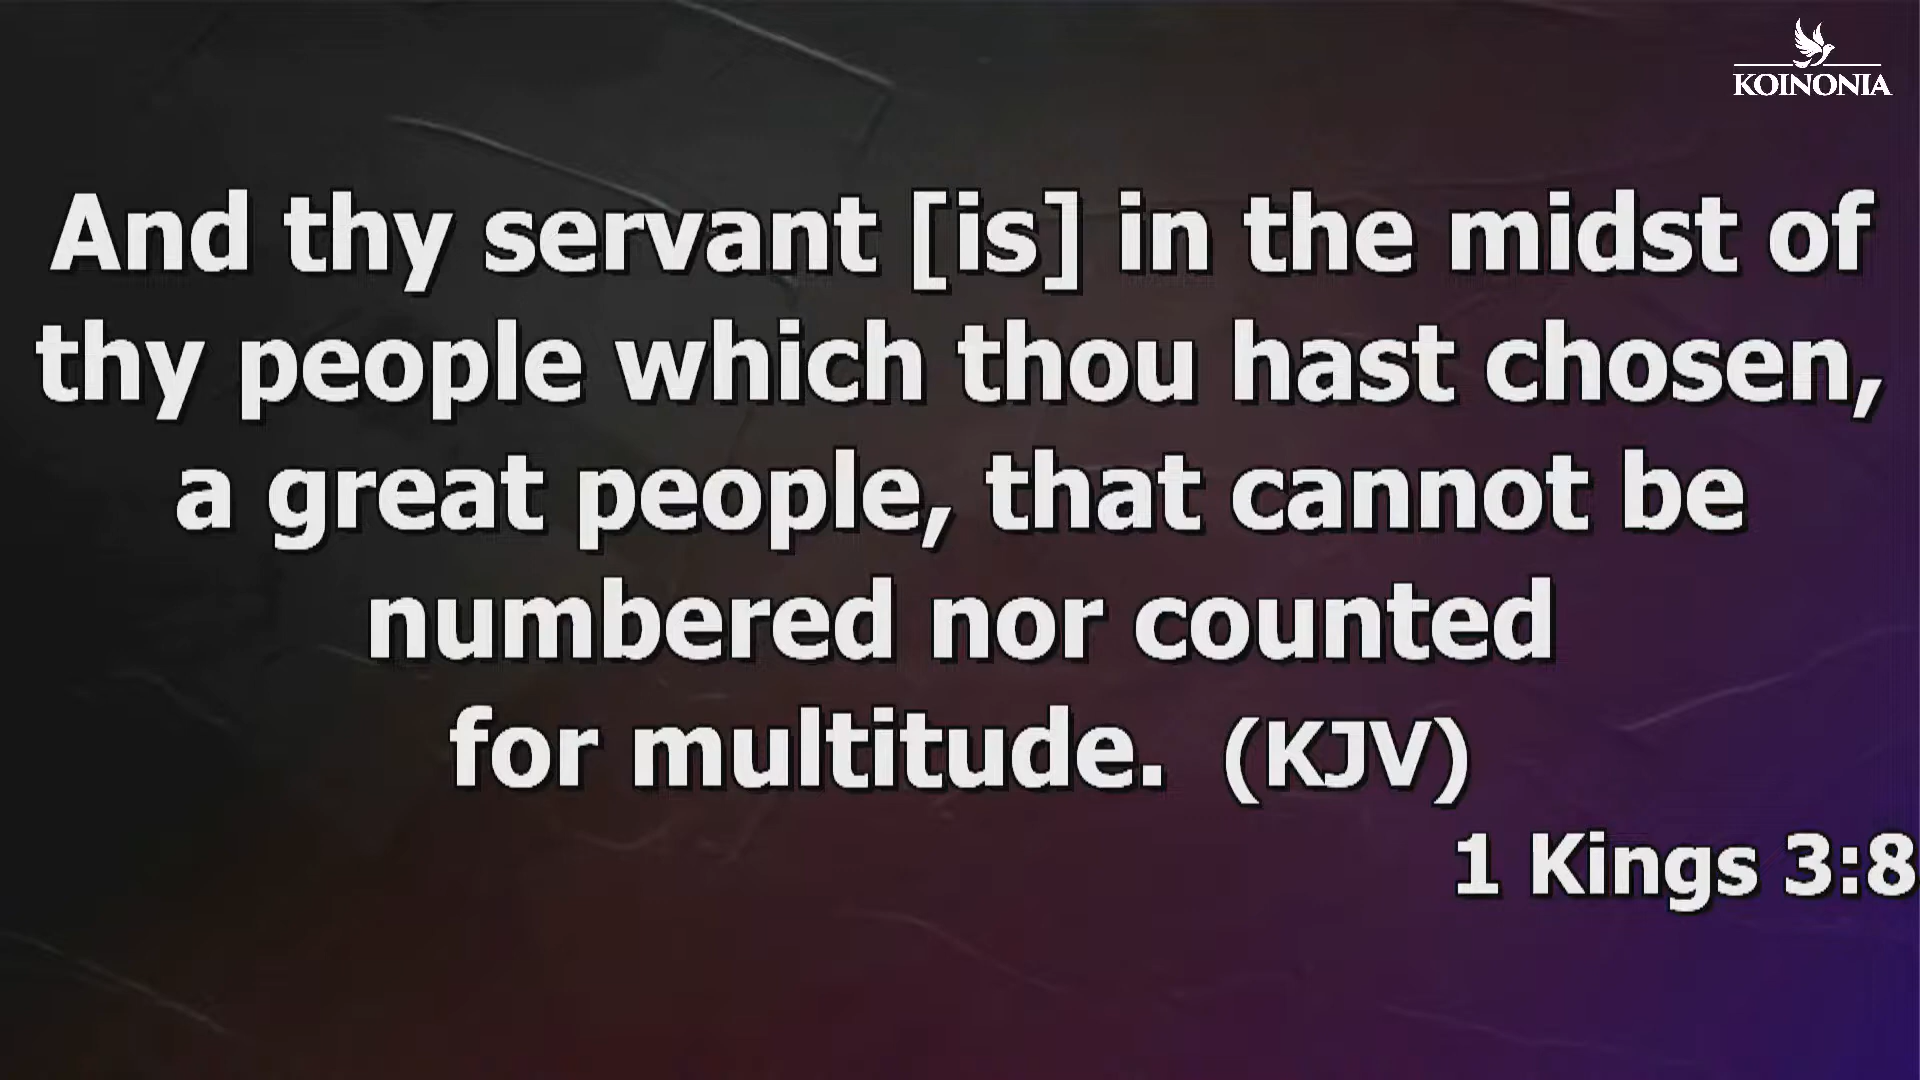 KOINONIA
And thy servant [is] in the midst of
thy people which thou hast chosen,
a great people, that cannot be
numbered nor counted
for multitude. (KJV)
1 Kings 3:8